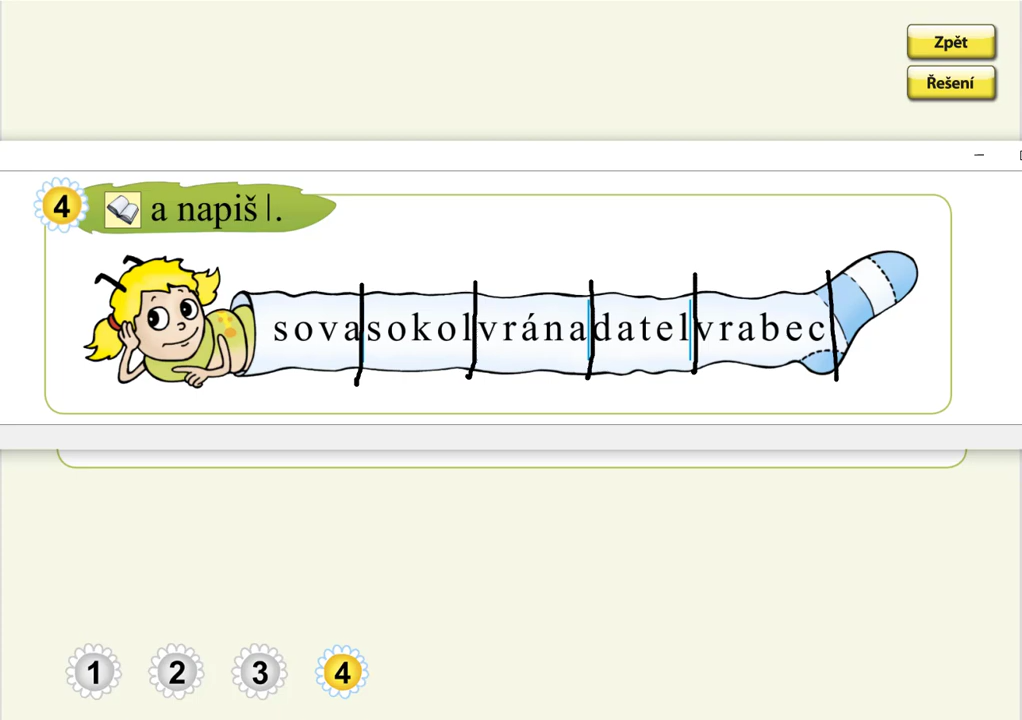 Zpět
Řešení
4 a napiš |.
sova|sokol|vrána|datel|vrabec|
1 2 3 4